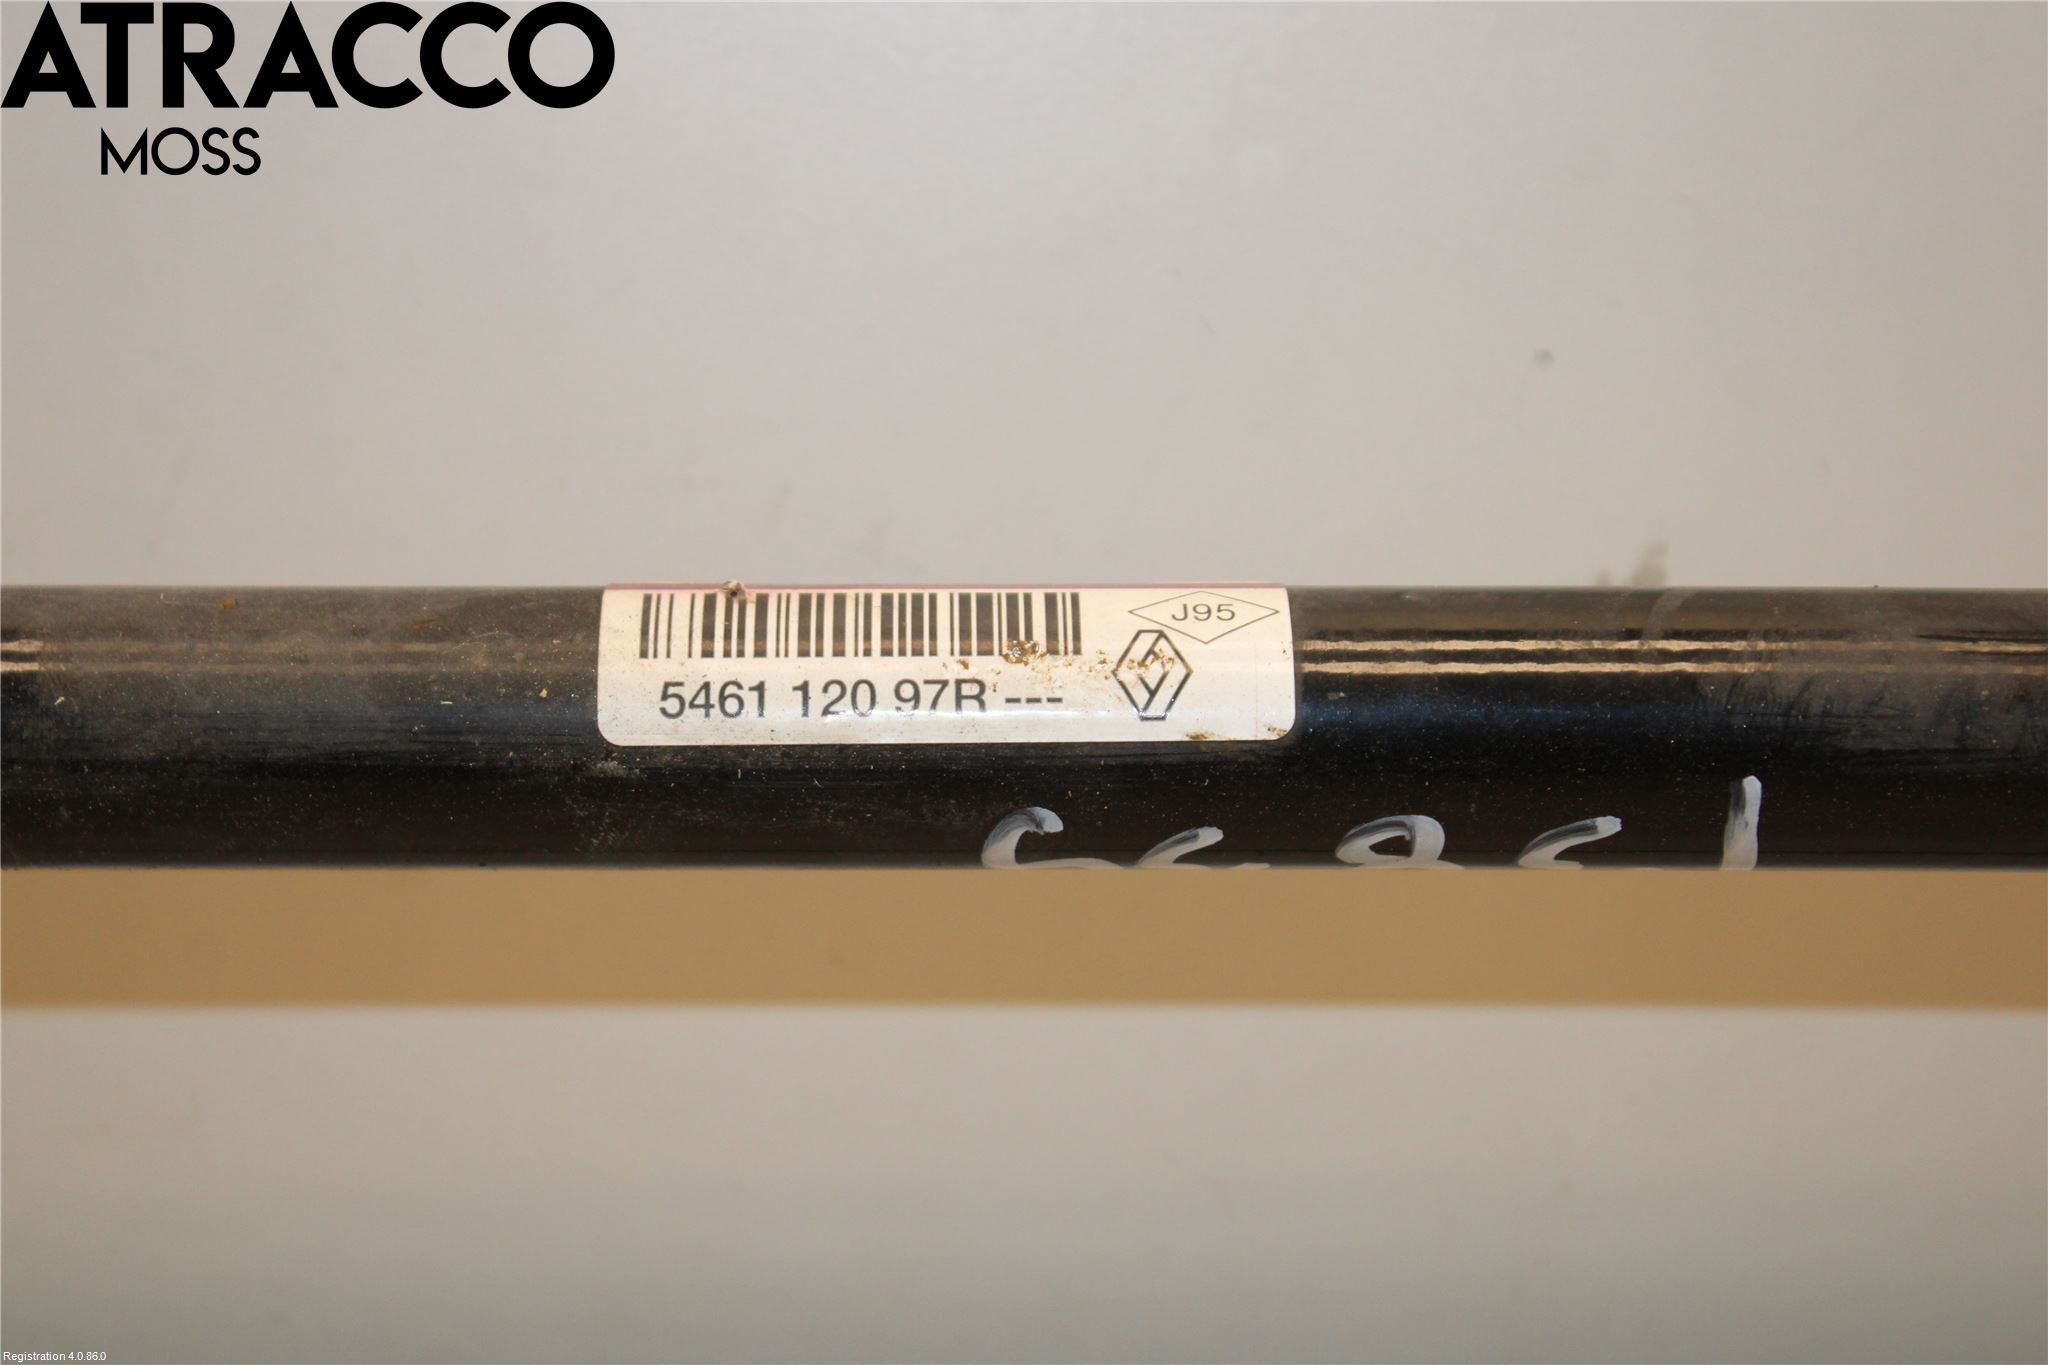 ATRACCO
MOSS
J95
5461 120 97R ---
Registration 4.0.86.0